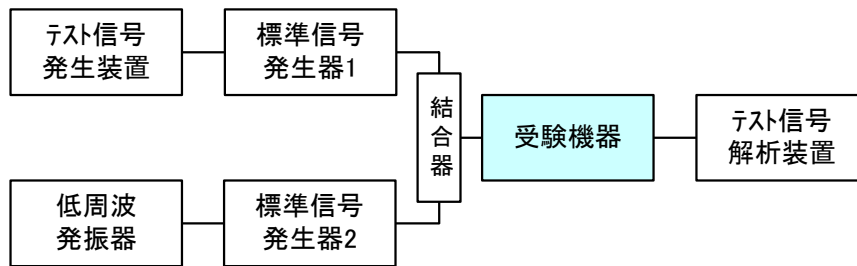 ﾃｽﾄ信号
発生装置
標準信号
発生器1
結合器
受験機器
ﾃｽﾄ信号
解析装置
低周波
発振器
標準信号
発生器2